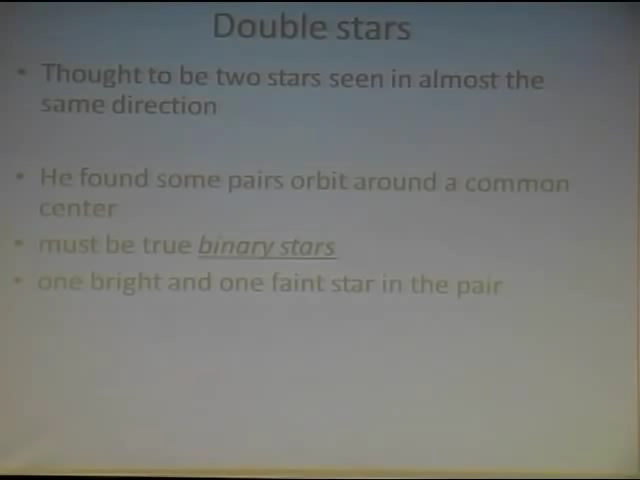 Double stars
• Thought to be two stars seen in almost the
same direction
• He found some pairs orbit around a common
center
• must be true binary stars
• one bright and one faint star in the pair